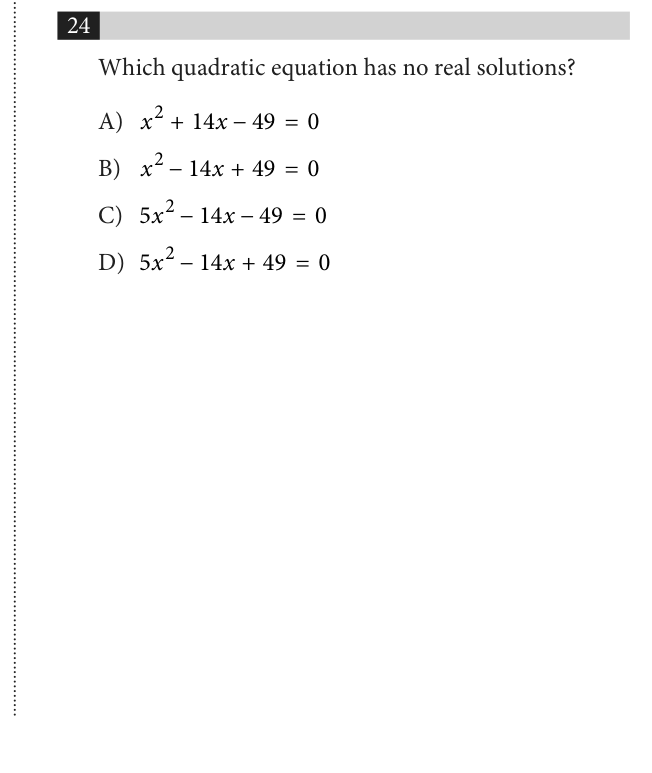 24
Which quadratic equation has no real solutions?
A) x² + 14x – 49 = 0
B) x² – 14x + 49 = 0
C) 5x² – 14x – 49 = 0
D) 5x² – 14x + 49 = 0